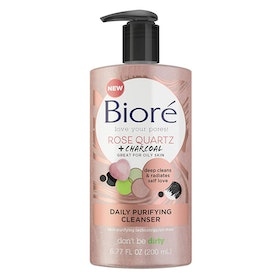 NEW
Bioré
love your pores!
ROSE QUARTZ
+ CHARCOAL
GREAT FOR OILY SKIN
deep cleans
& radiates
self love
DAILY PURIFYING
CLEANSER
don't be dirty
6.77 FL OZ (200 mL)